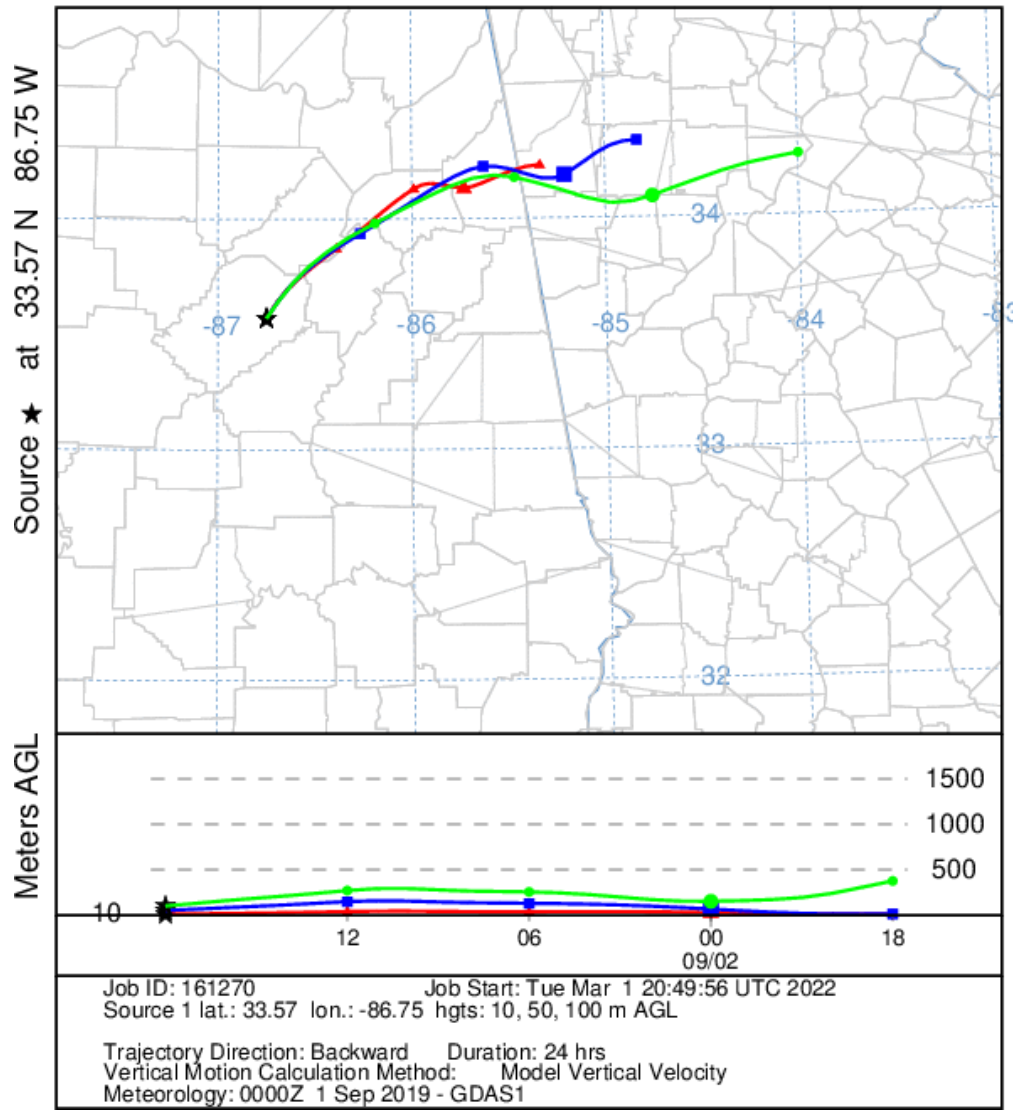 Source ★ at 33.57 N 86.75 W
34
-87
-86
-85
-84
-83
33
32
Meters AGL
1500
1000
500
10
12
06
00
18
09/02
Job ID: 161270 Job Start: Tue Mar 1 20:49:56 UTC 2022
Source 1 lat.: 33.57 lon.: -86.75 hgts: 10, 50, 100 m AGL
Trajectory Direction: Backward Duration: 24 hrs
Vertical Motion Calculation Method: Model Vertical Velocity
Meteorology: 0000Z 1 Sep 2019 - GDAS1